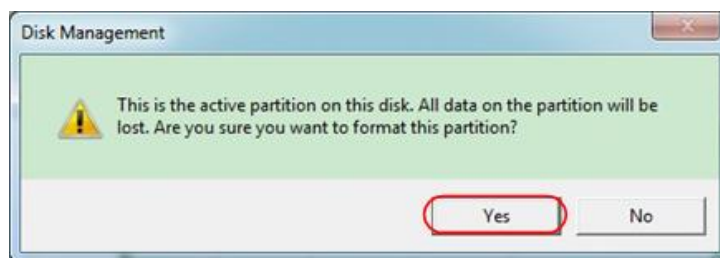 Disk Management
This is the active partition on this disk. All data on the partition will be
lost. Are you sure you want to format this partition?
Yes
No